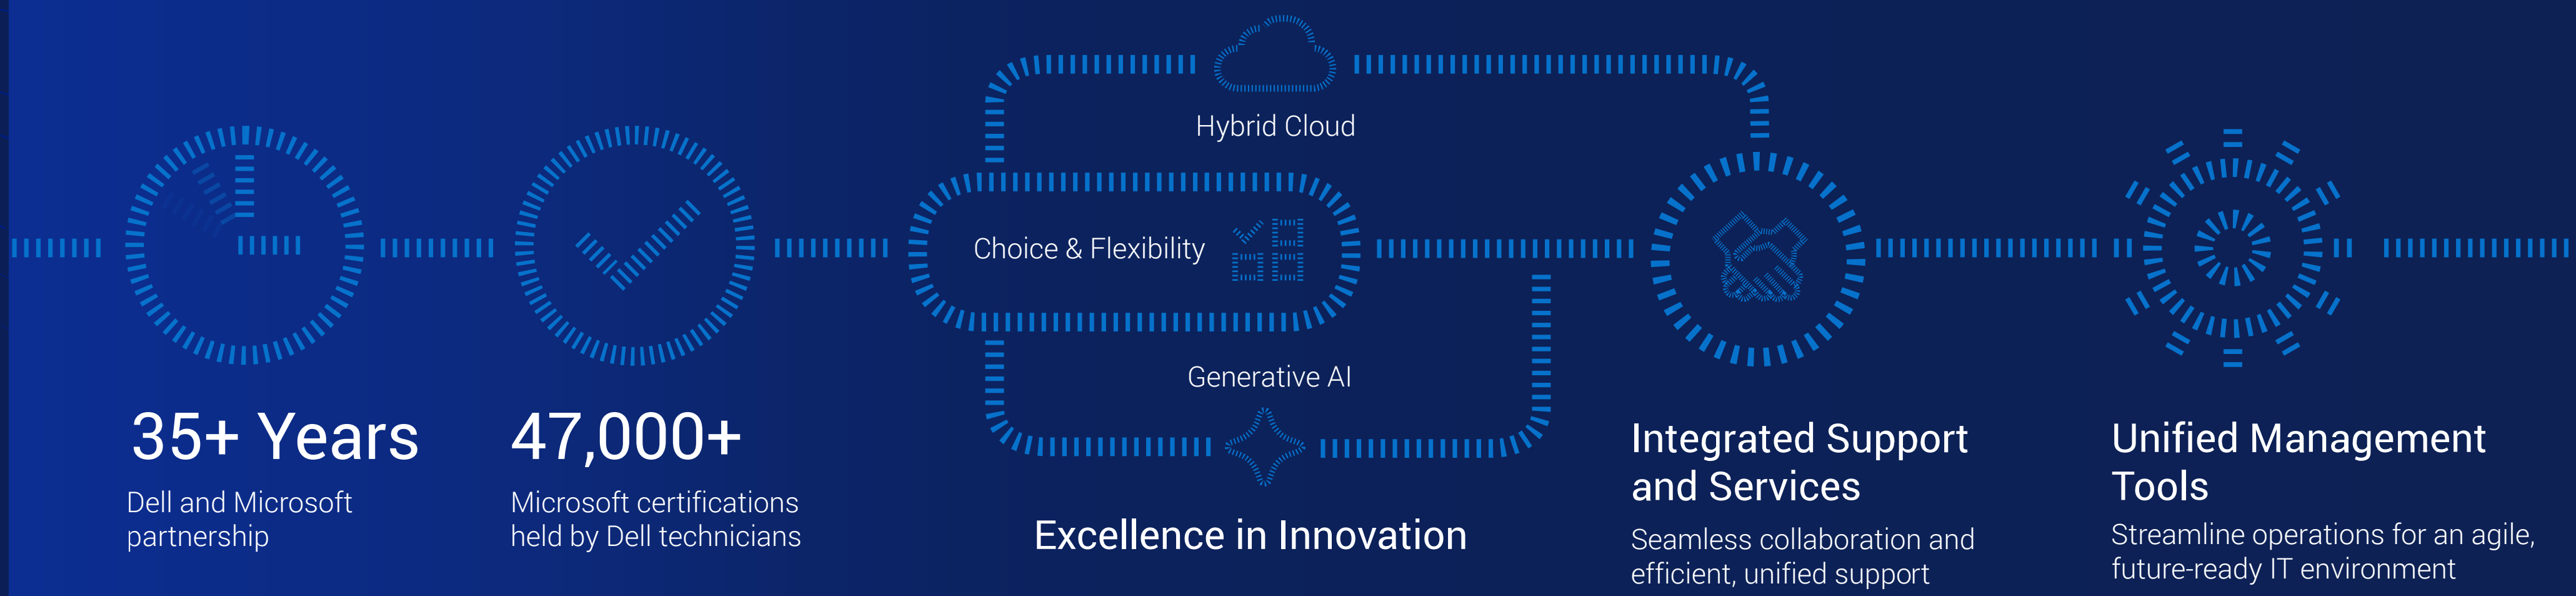 35+ Years
Dell and Microsoft
partnership
47,000+
Microsoft certifications
held by Dell technicians
Hybrid Cloud
Choice & Flexibility
Generative AI
Excellence in Innovation
Integrated Support
and Services
Seamless collaboration and
efficient, unified support
Unified Management
Tools
Streamline operations for an agile,
future-ready IT environment